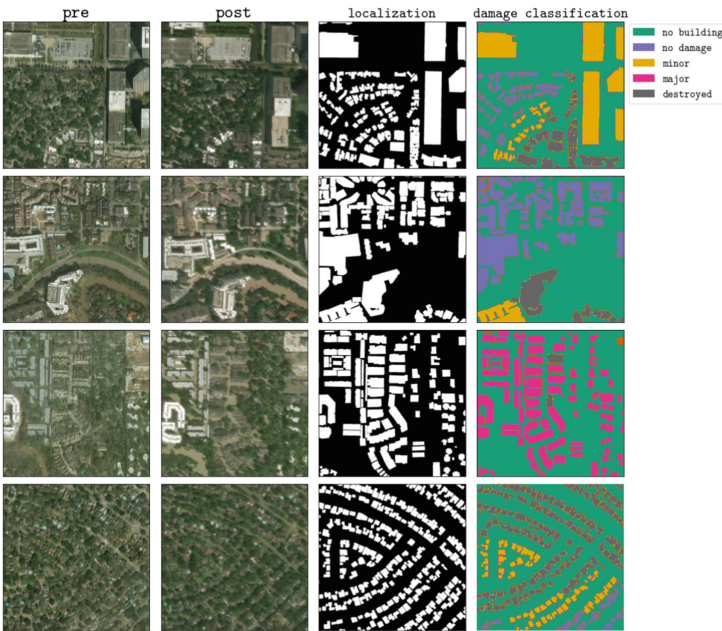 pre post localization damage classification
no building
no damage
minor
major
destroyed